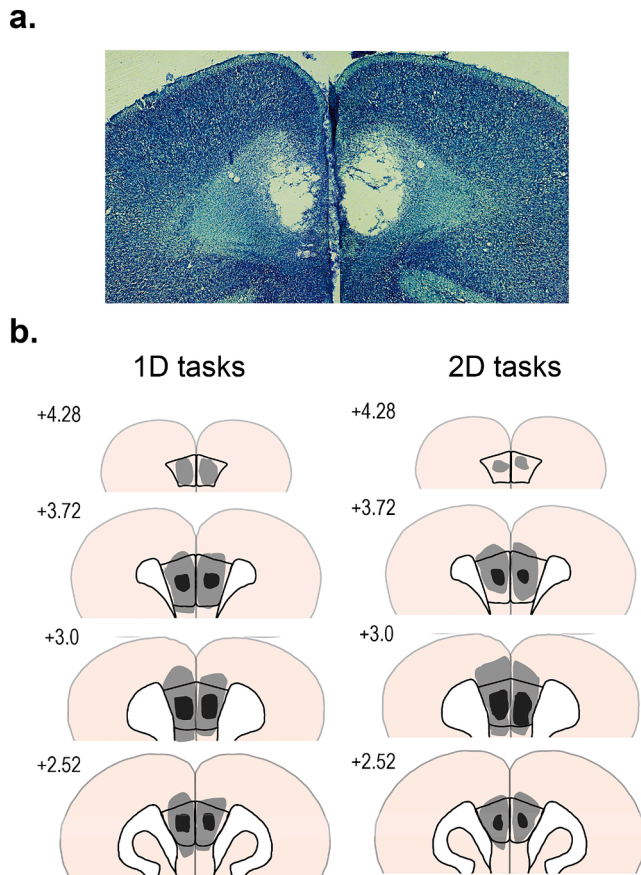 a.
b.
1D tasks 2D tasks
+4.28 +4.28
+3.72 +3.72
+3.0 +3.0
+2.52 +2.52